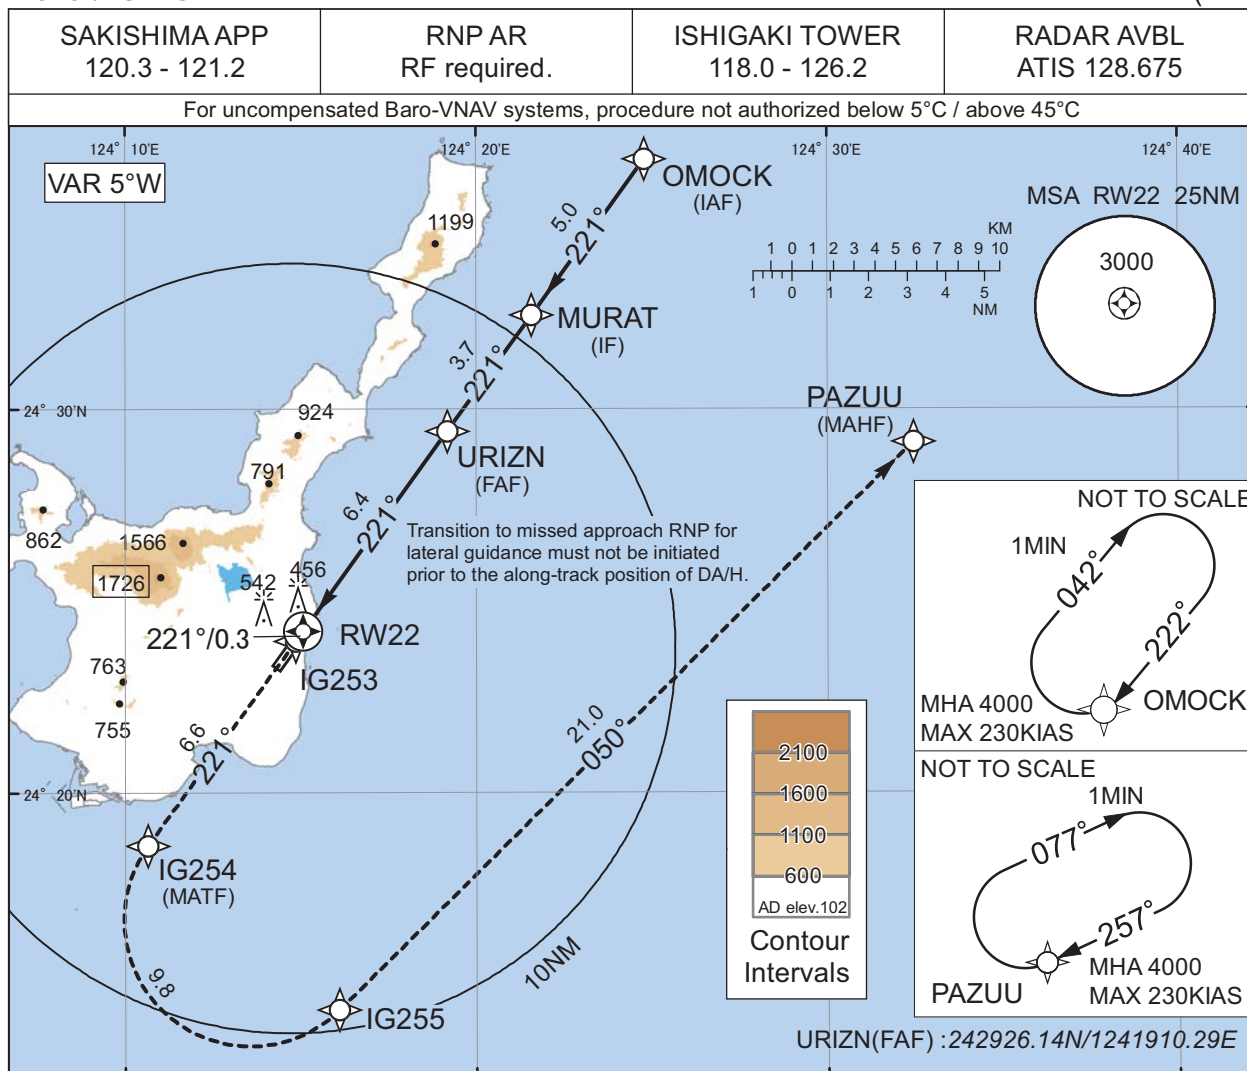 SAKISHIMA APP
120.3 - 121.2
RNP AR
RF required.
ISHIGAKI TOWER
118.0 - 126.2
RADAR AVBL
ATIS 128.675
For uncompensated Baro-VNAV systems, procedure not authorized below 5°C / above 45°C
124° 10'E
124° 20'E
124° 30'E
124° 40'E
VAR 5°W
OMOCK
(IAF)
MSA RW22 25NM
3000
1199
5.0
221°
KM
1 0 1 2 3 4 5 6 7 8 9 10
1 0 1 2 3 4 5
NM
MURAT
(IF)
3.7
221°
PAZUU
(MAHF)
24° 30'N
924
URIZN
(FAF)
791
6.4
221°
862
1566
1726
542
456
Transition to missed approach RNP for
lateral guidance must not be initiated
prior to the along-track position of DA/H.
NOT TO SCALE
1MIN
042°
222°
OMOCK
MHA 4000
MAX 230KIAS
221°/0.3
RW22
IG253
763
755
6.6
221°
21.0
050°
24° 20'N
2100
1600
1100
600
AD elev.102
Contour
Intervals
NOT TO SCALE
1MIN
077°
257°
PAZUU
MHA 4000
MAX 230KIAS
IG254
(MATF)
9.8
10NM
IG255
URIZN(FAF) :242926.14N/1241910.29E